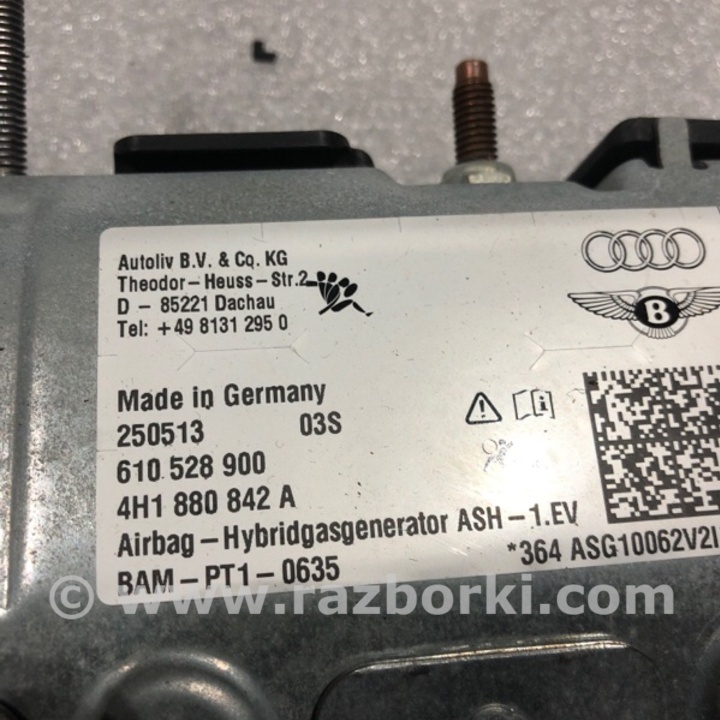 Autoliv B.V. & Co. KG
Theodor-Heuss-Str.2
D - 85221 Dachau
Tel: +49 8131 295 0
B
Made in Germany
250513 03S
610 528 900
4H1 880 842 A
Airbag-Hybridgasgenerator ASH-1.EV
BAM-PT1-0635
*364 ASG10062V2I
© www.razborki.com